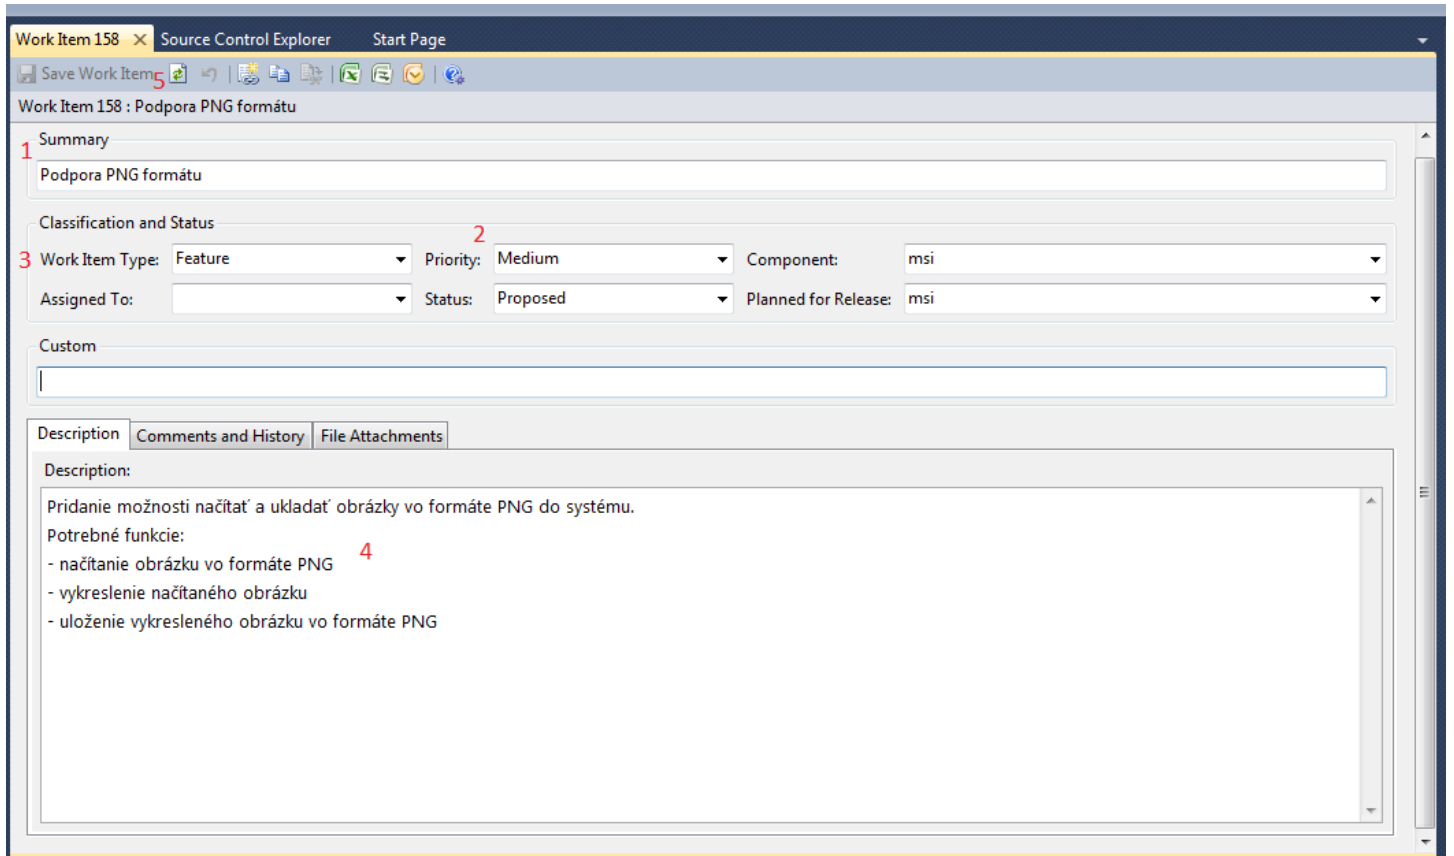 Work Item 158 Source Control Explorer Start Page
Save Work Item 5
Work Item 158 : Podpora PNG formátu
Summary
1
Podpora PNG formátu
Classification and Status
2
3 Work Item Type: Feature Priority: Medium Component: msi
Assigned To: Status: Proposed Planned for Release: msi
Custom
Description Comments and History File Attachments
Description:
Pridanie možnosti načítať a ukladať obrázky vo formáte PNG do systému.
Potrebné funkcie:
4
- načítanie obrázku vo formáte PNG
- vykreslenie načítaného obrázku
- uloženie vykresleného obrázku vo formáte PNG